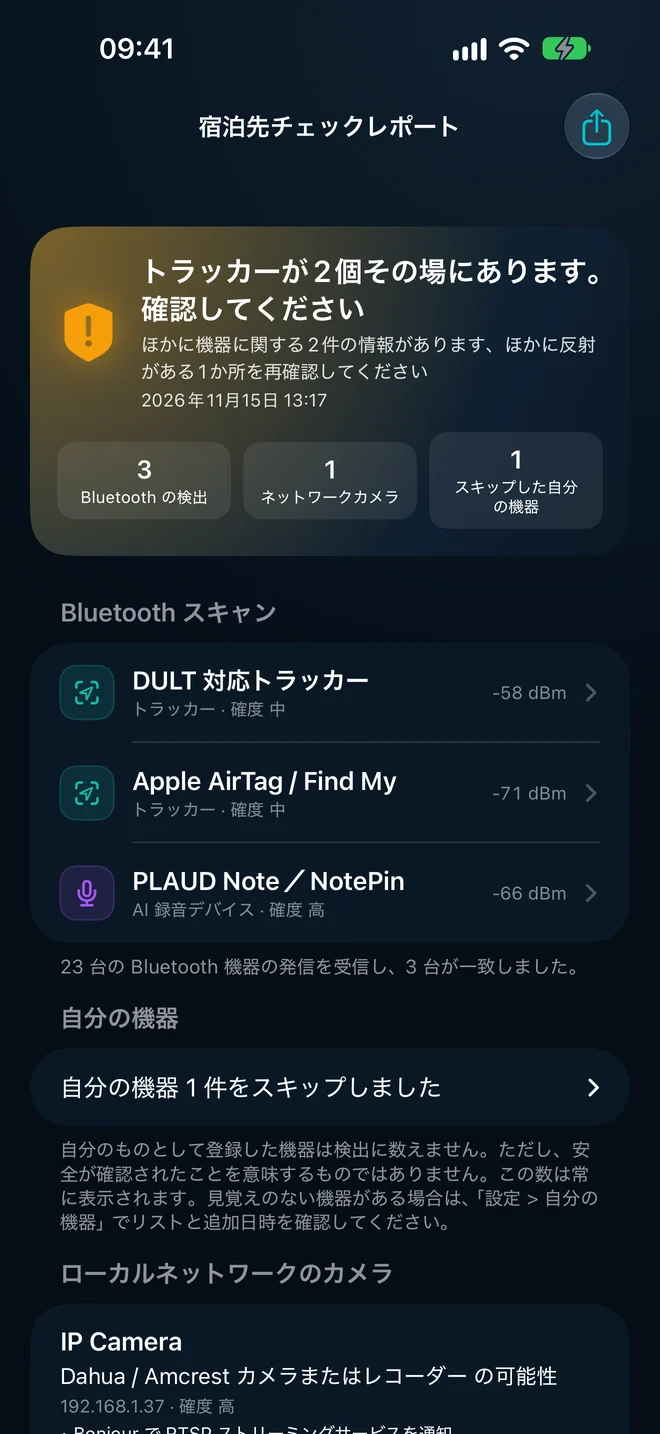 09:41
宿泊先チェックレポート
トラッカーが2個その場にあります。
確認してください
ほかに機器に関する2件の情報があります、ほかに反射
がある1か所を再確認してください
2026年11月15日 13:17
3
Bluetooth の検出
1
ネットワークカメラ
1
スキップした自分
の機器
Bluetooth スキャン
DULT 対応トラッカー
トラッカー · 確度 中
-58 dBm
Apple AirTag / Find My
トラッカー · 確度 中
-71 dBm
PLAUD Note／NotePin
AI 録音デバイス · 確度 高
-66 dBm
23 台の Bluetooth 機器の発信を受信し、3 台が一致しました。
自分の機器
自分の機器 1 件をスキップしました
自分のものとして登録した機器は検出に数えません。ただし、安
全が確認されたことを意味するものではありません。この数は常
に表示されます。見覚えのない機器がある場合は、「設定 > 自分の
機器」でリストと追加日時を確認してください。
ローカルネットワークのカメラ
IP Camera
Dahua / Amcrest カメラまたはレコーダー の可能性
192.168.1.37 · 確度 高
• Bonjour で RTSP ストリーミングサービスを通知